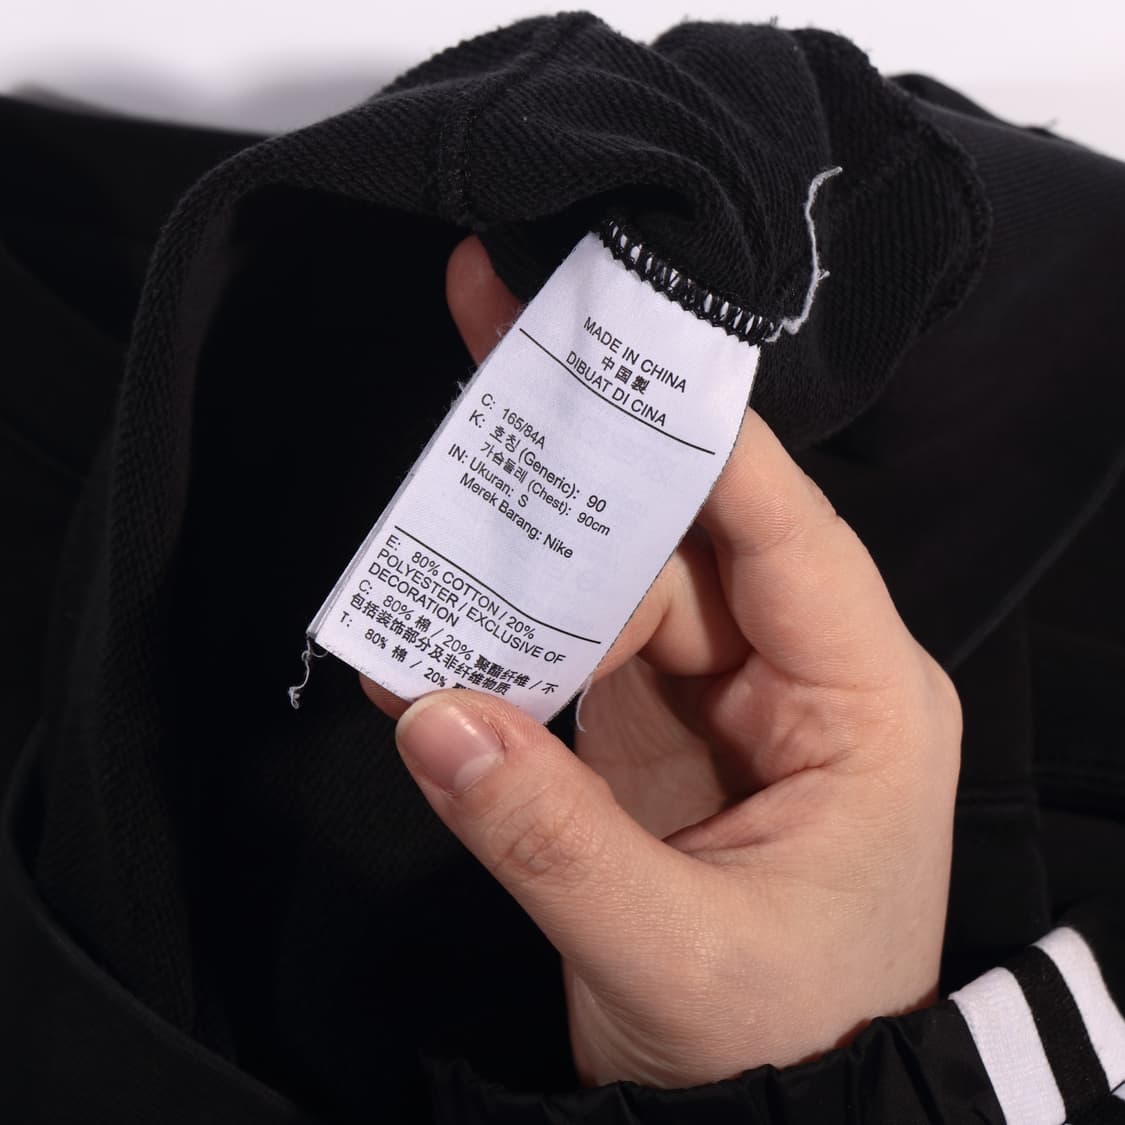 MADE IN CHINA
中国製
DIBUAT DI CINA
C: 165/84A
K: 호칭 (Generic): 90
가슴둘레 (Chest): 90cm
IN: Ukuran: S
Merek Barang: Nike
E: 80% COTTON / 20%
POLYESTER / EXCLUSIVE OF
DECORATION
C: 80% 棉 / 20% 聚酯纤维 / 不
包括装饰部分及非纤维物质
T: 80% 棉 / 20%